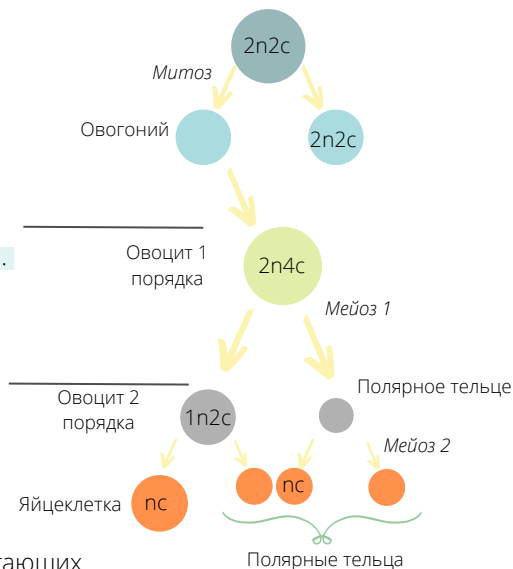 2n2c
Митоз
Овогоний
2n2c
.
Овоцит 1
порядка
2n4c
Мейоз 1
Полярное тельце
Овоцит 2
порядка
1n2c
Мейоз 2
Яйцеклетка
nc
nc
Полярные тельца